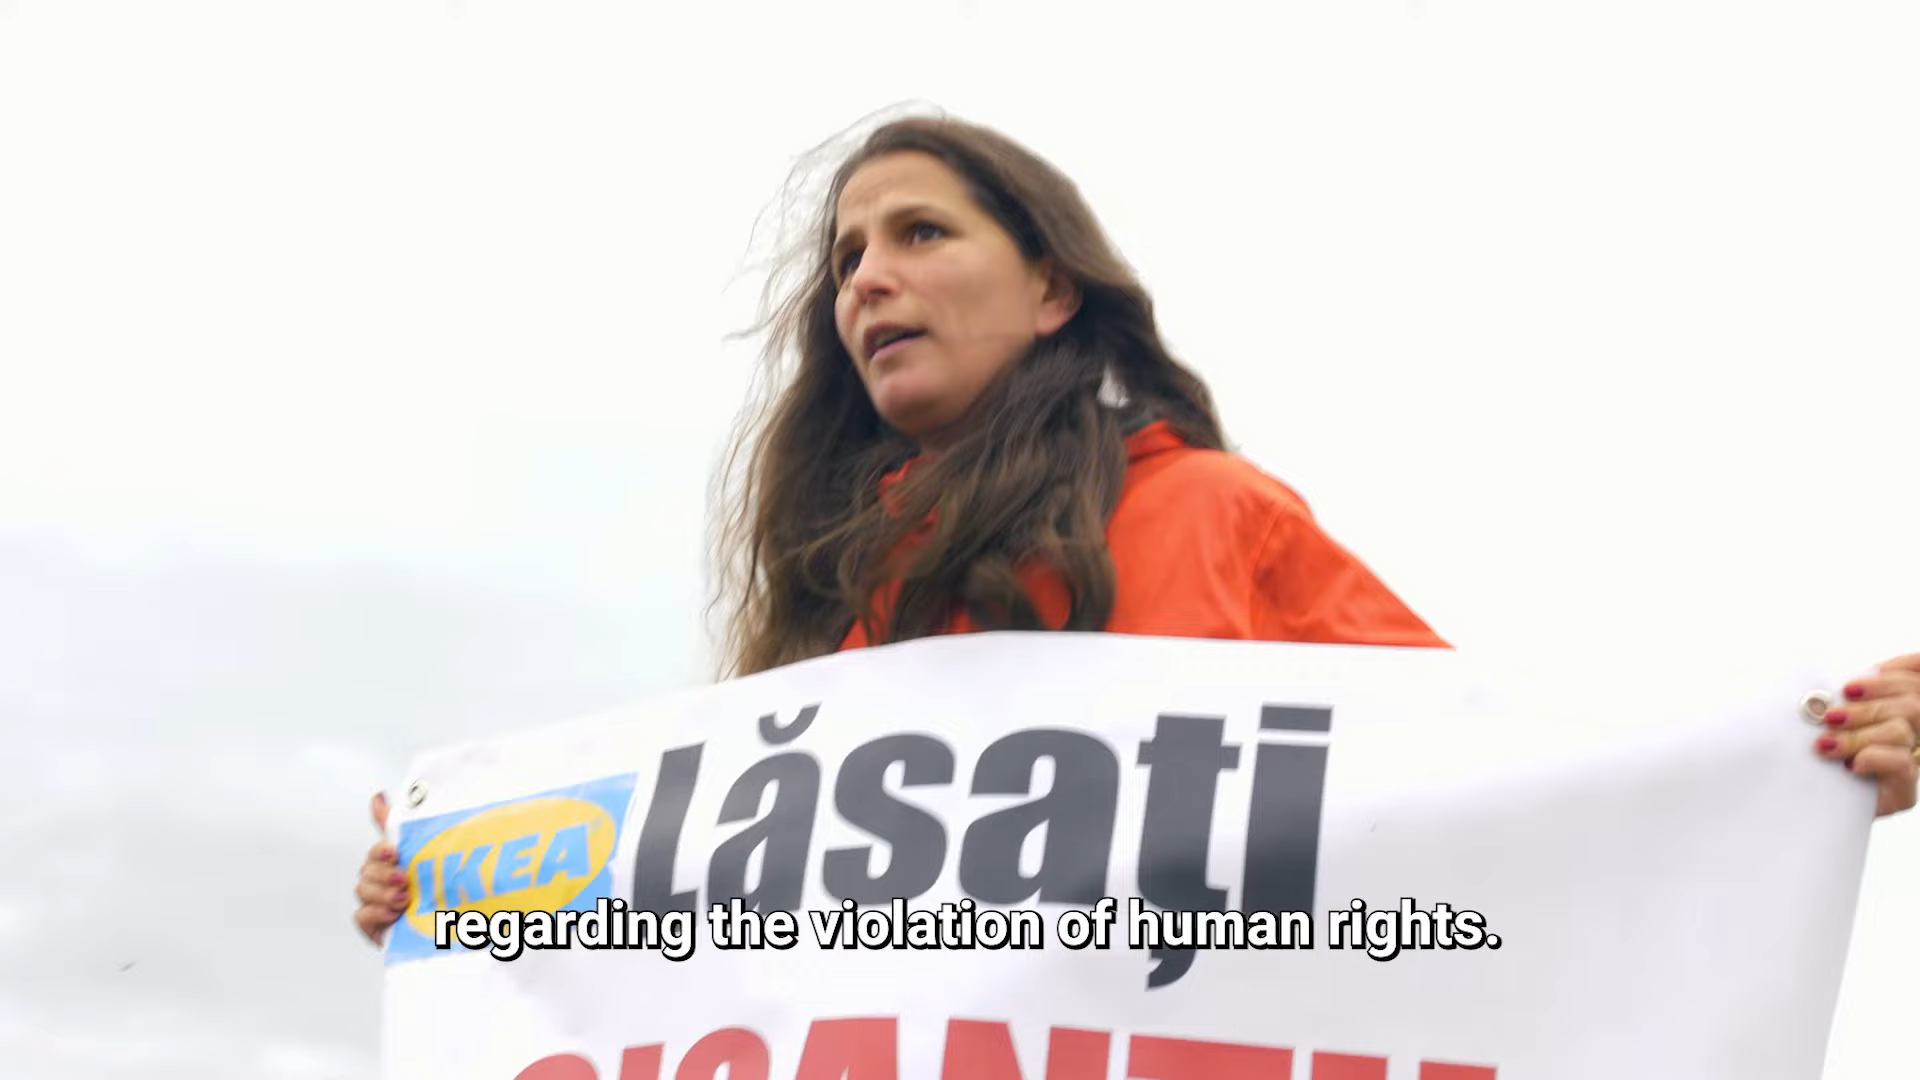 IKEA Lăsați
regarding the violation of human rights.